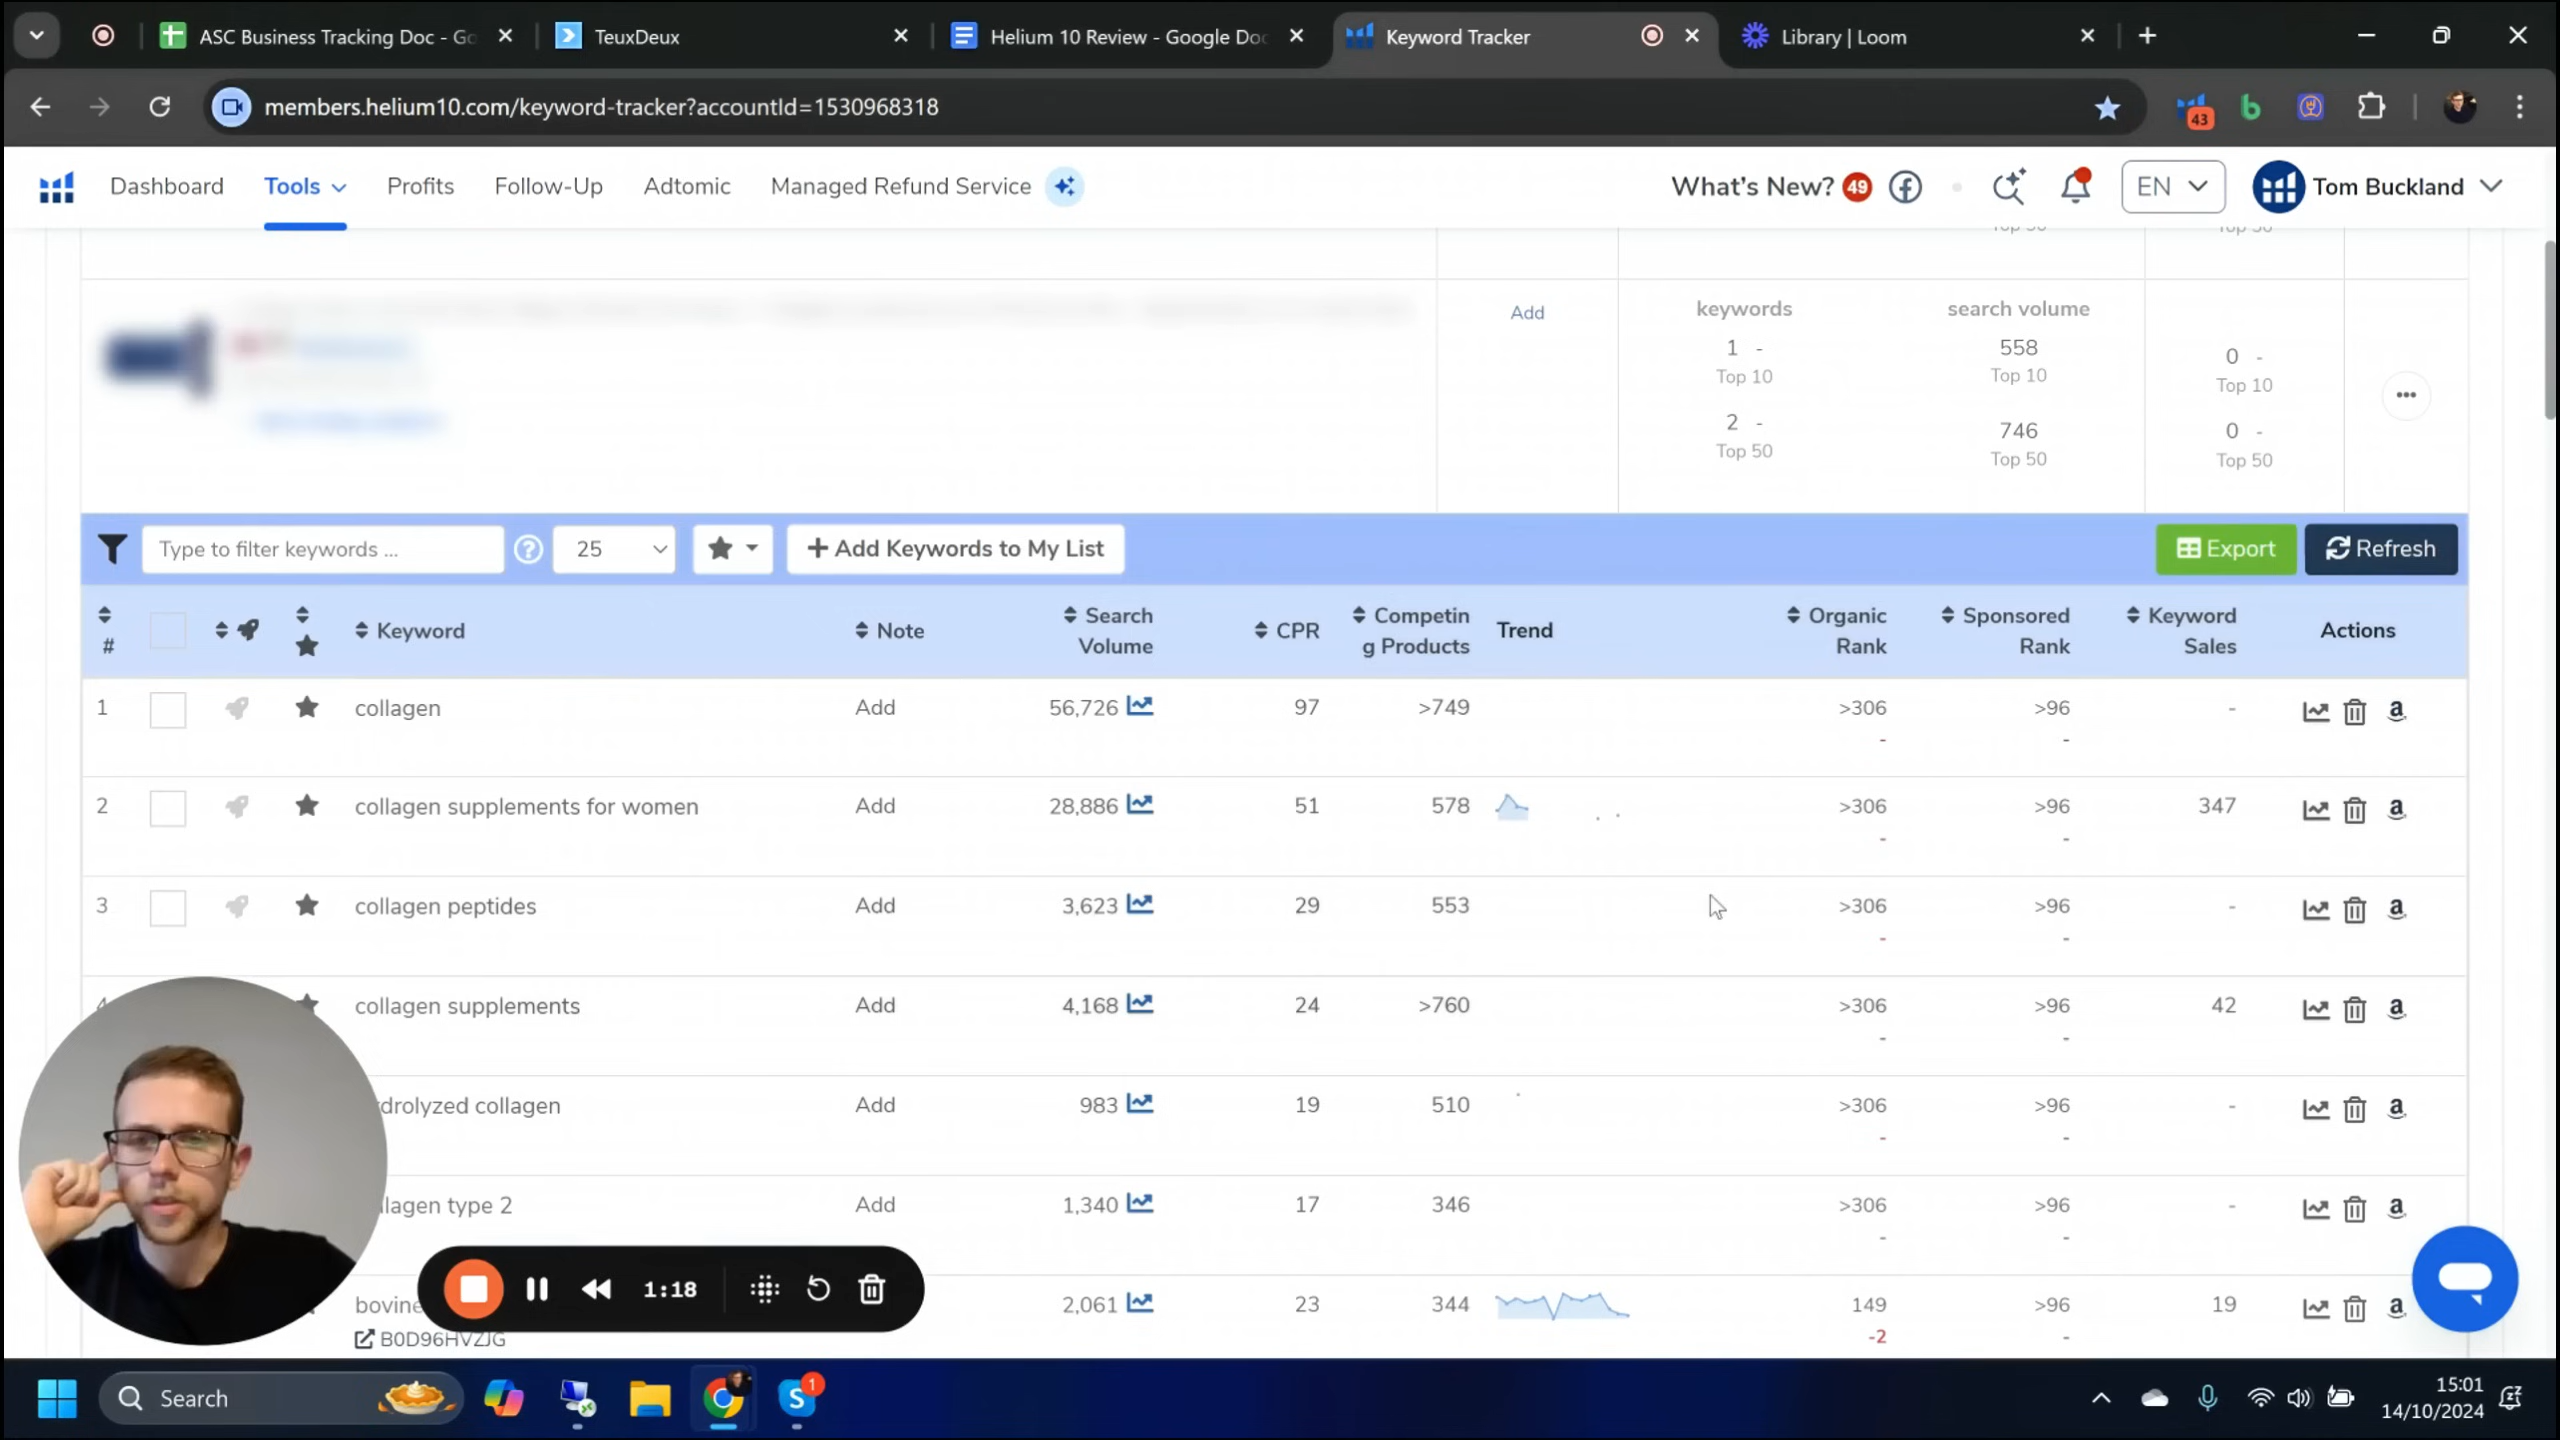 ASC Business Tracking Doc - Go
TeuxDeux
Helium 10 Review - Google Doc
Keyword Tracker
Library | Loom
members.helium10.com/keyword-tracker?accountId=1530968318
43
Dashboard Tools Profits Follow-Up Adtomic Managed Refund Service What's New? 49 EN Tom Buckland
Add keywords search volume
1 - 558 0 -
Top 10 Top 10 Top 10
2 - 746 0 -
Top 50 Top 50 Top 50
Type to filter keywords ... 25 + Add Keywords to My List Export Refresh
# Keyword Note Search Volume CPR Competin g Products Trend Organic Rank Sponsored Rank Keyword Sales Actions
1 collagen Add 56,726 97 >749 >306 >96 -
- -
2 collagen supplements for women Add 28,886 51 578 >306 >96 347
- -
3 collagen peptides Add 3,623 29 553 >306 >96 -
- -
collagen supplements Add 4,168 24 >760 >306 >96 42
- -
drolyzed collagen Add 983 19 510 >306 >96 -
- -
llagen type 2 Add 1,340 17 346 >306 >96 -
- -
bovine 2,061 23 344 149 >96 19
B0D96HVZJG -2 -
1:18
Search
S 1
15:01
14/10/2024